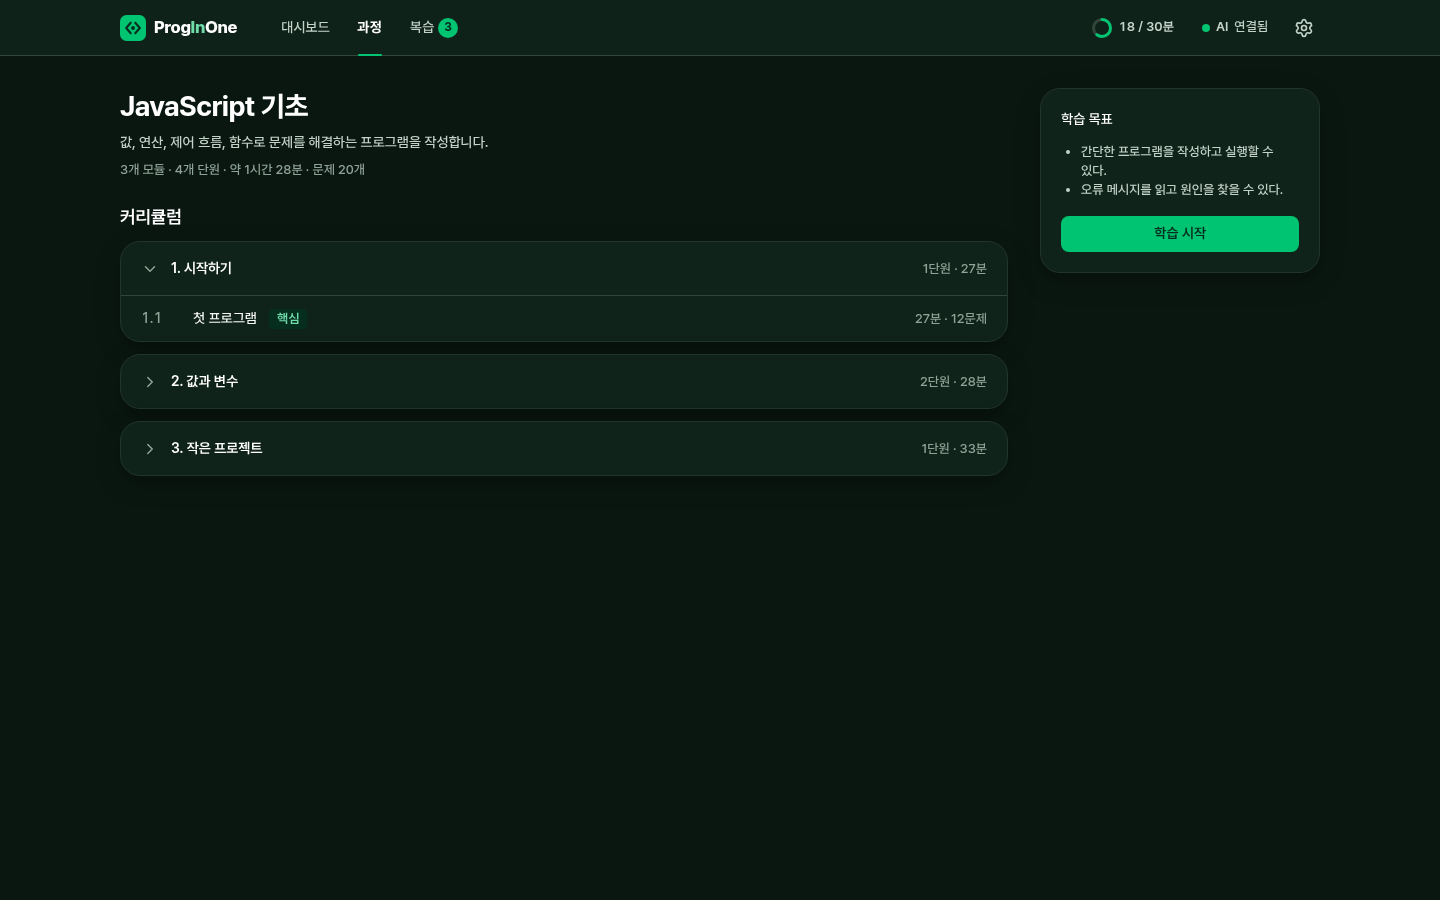 ProgInOne 대시보드 과정 복습 3 18 / 30분 AI 연결됨
JavaScript 기초
값, 연산, 제어 흐름, 함수로 문제를 해결하는 프로그램을 작성합니다.
3개 모듈 · 4개 단원 · 약 1시간 28분 · 문제 20개
커리큘럼
1. 시작하기 1단원 · 27분
1.1 첫 프로그램 핵심 27분 · 12문제
2. 값과 변수 2단원 · 28분
3. 작은 프로젝트 1단원 · 33분
학습 목표
• 간단한 프로그램을 작성하고 실행할 수
있다.
• 오류 메시지를 읽고 원인을 찾을 수 있다.
학습 시작